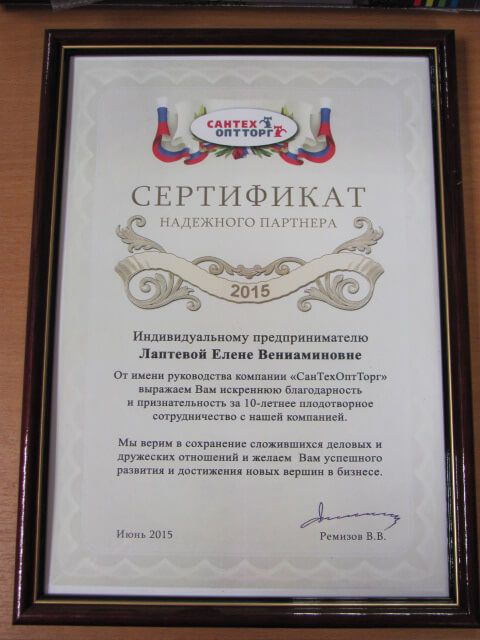 САНТЕХ
ОПТТОРГ
СЕРТИФИКАТ
НАДЕЖНОГО ПАРТНЕРА
2015
Индивидуальному предпринимателю
Лаптевой Елене Вениаминовне
От имени руководства компании «СанТехОптТорг»
выражаем Вам искреннюю благодарность
и признательность за 10-летнее плодотворное
сотрудничество с нашей компанией.
Мы верим в сохранение сложившихся деловых и
дружеских отношений и желаем Вам успешного
развития и достижения новых вершин в бизнесе.
Июнь 2015
Ремизов В.В.